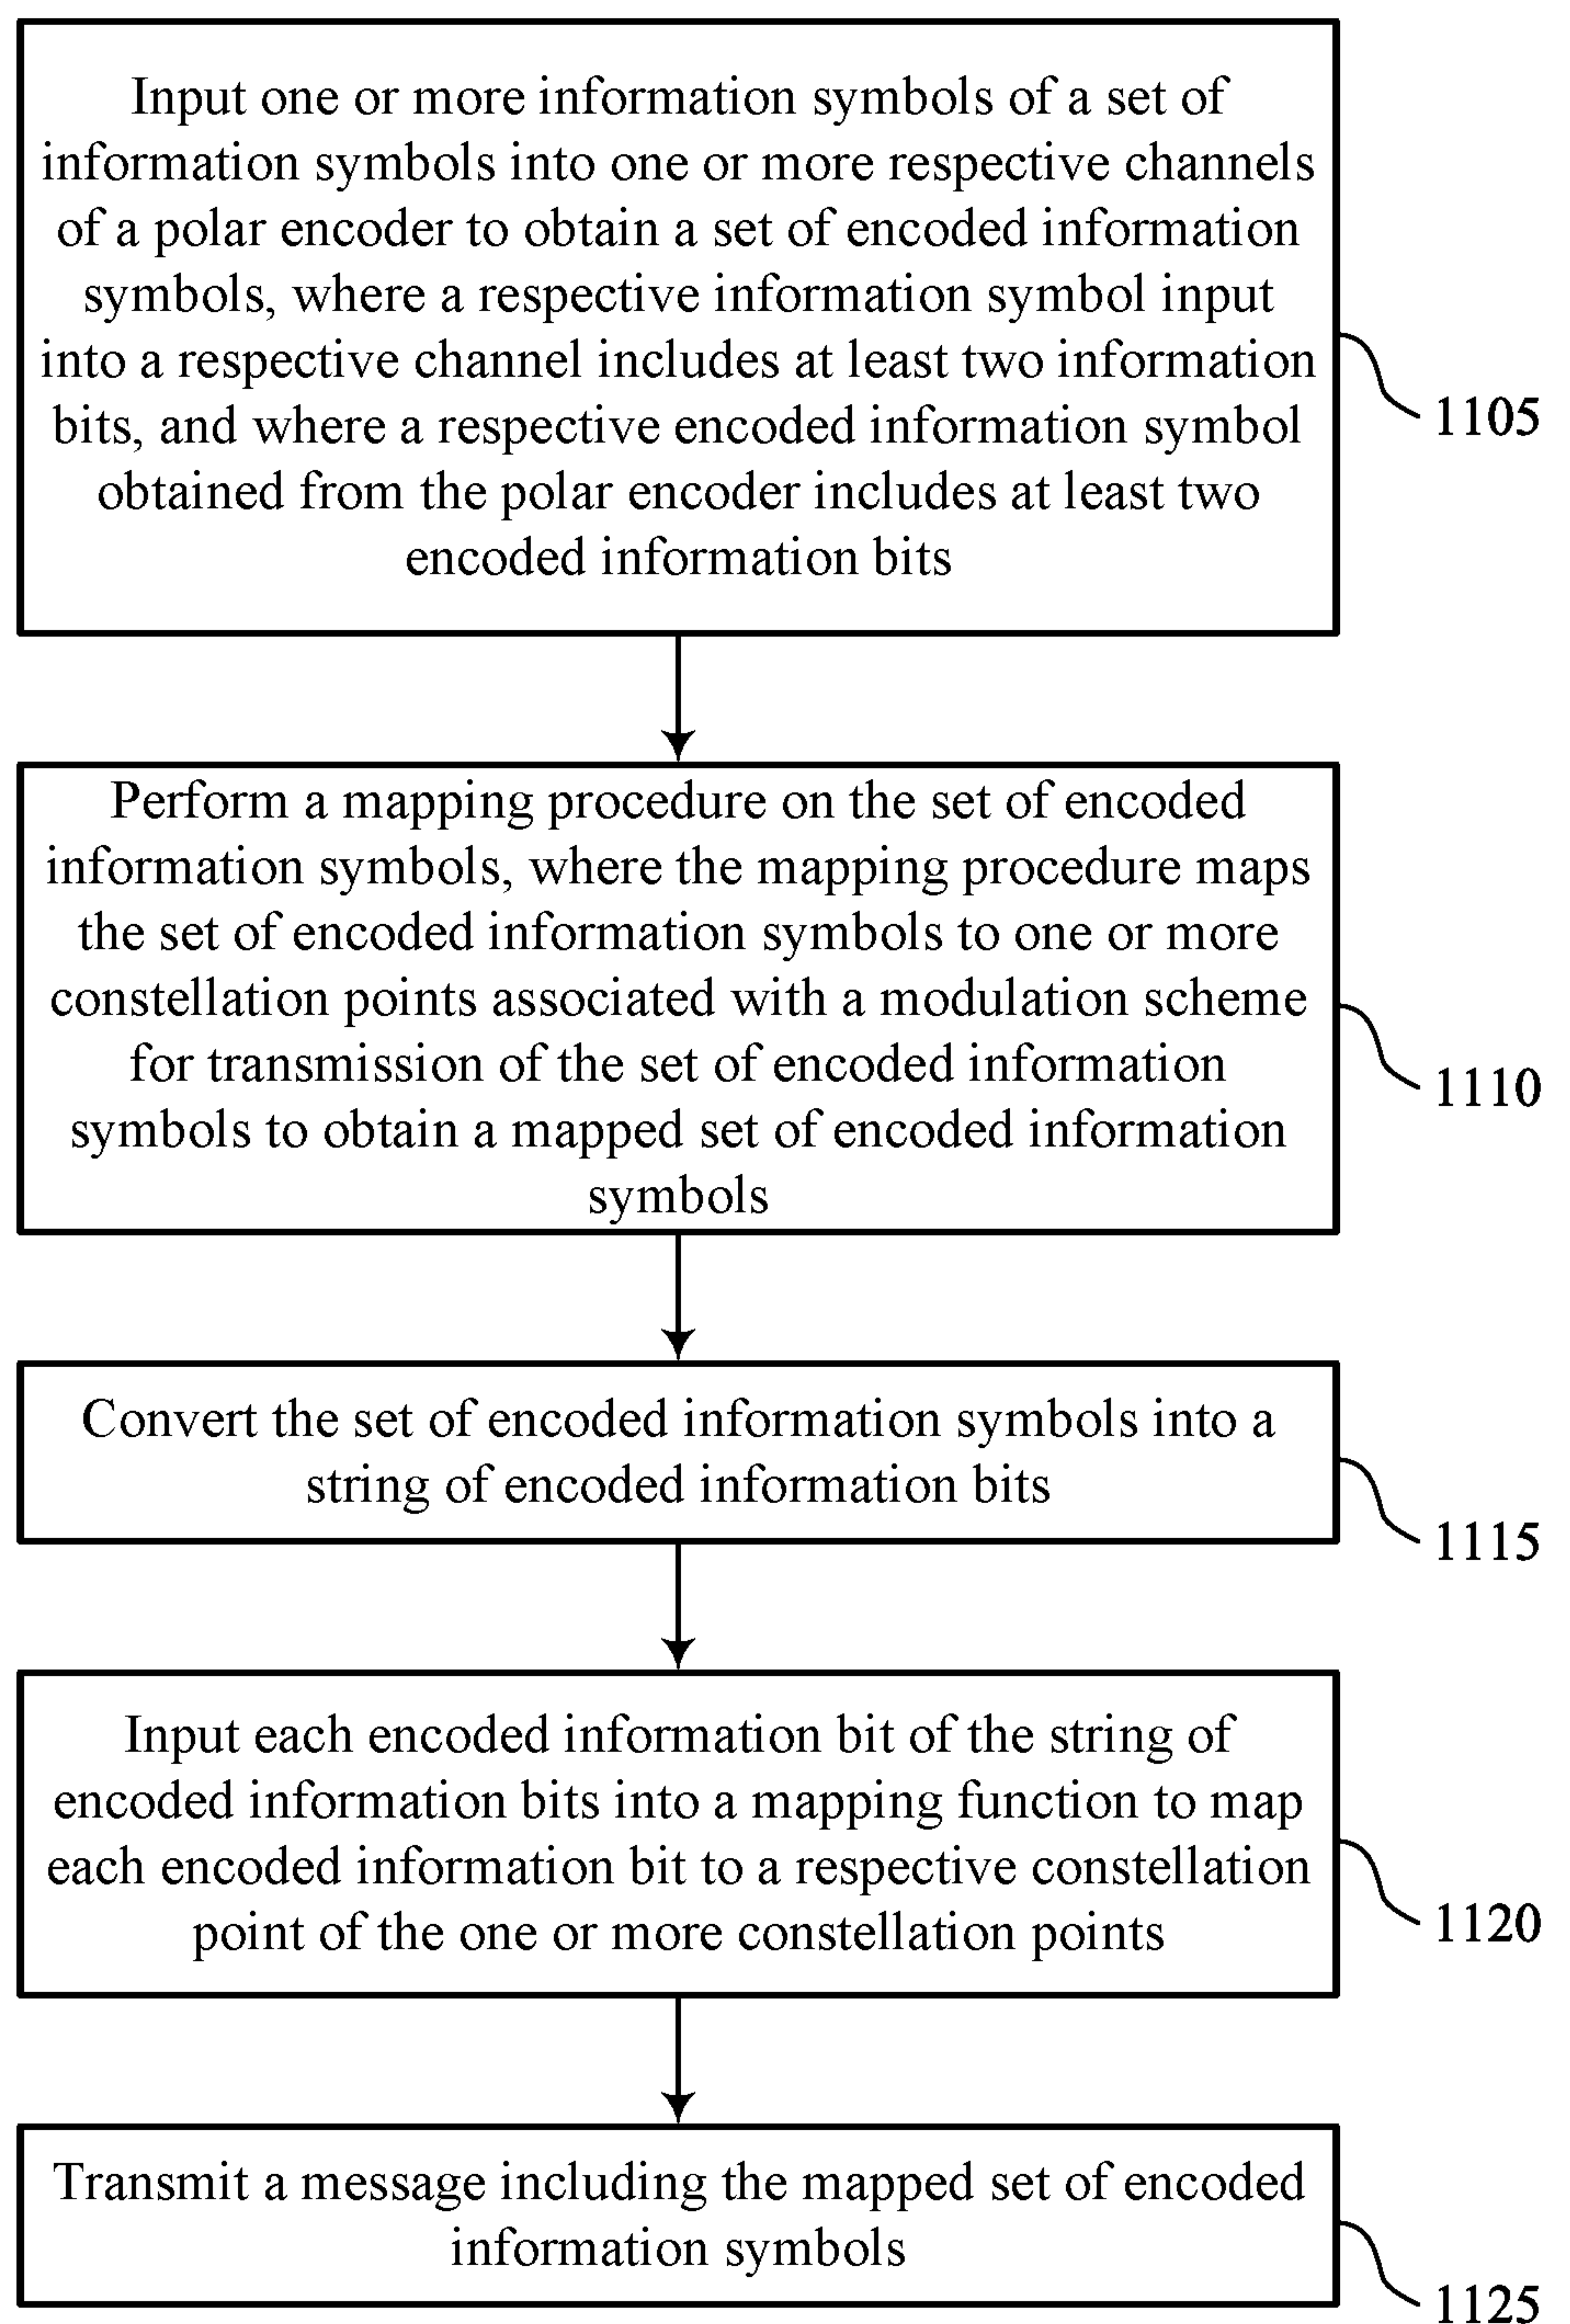 Input one or more information symbols of a set of
information symbols into one or more respective channels
of a polar encoder to obtain a set of encoded information
symbols, where a respective information symbol input
into a respective channel includes at least two information
bits, and where a respective encoded information symbol
obtained from the polar encoder includes at least two
encoded information bits
1105
Perform a mapping procedure on the set of encoded
information symbols, where the mapping procedure maps
the set of encoded information symbols to one or more
constellation points associated with a modulation scheme
for transmission of the set of encoded information
symbols to obtain a mapped set of encoded information
symbols
1110
Convert the set of encoded information symbols into a
string of encoded information bits
1115
Input each encoded information bit of the string of
encoded information bits into a mapping function to map
each encoded information bit to a respective constellation
point of the one or more constellation points
1120
Transmit a message including the mapped set of encoded
information symbols
1125